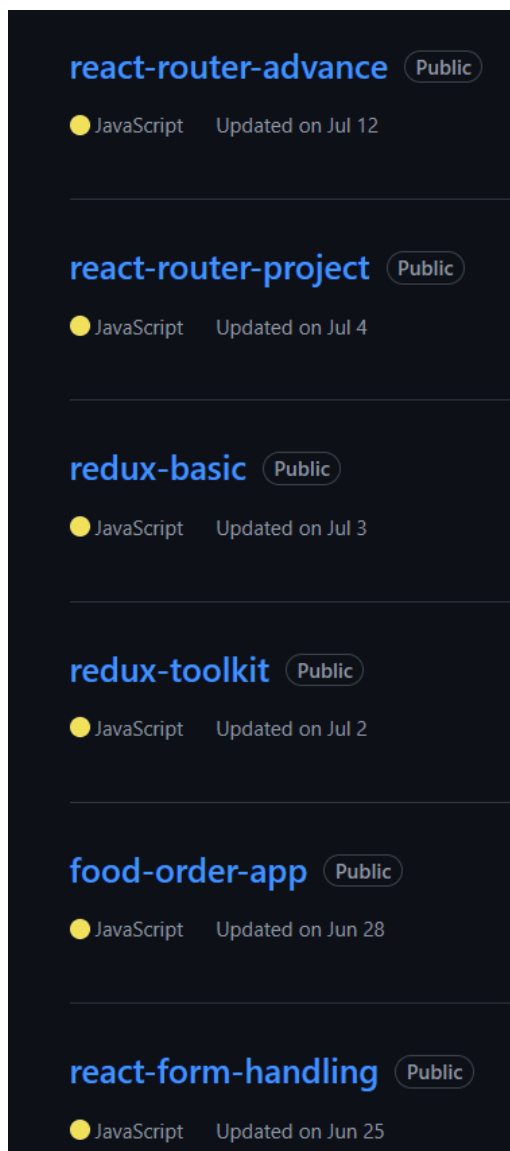 react-router-advance Public
JavaScript Updated on Jul 12
react-router-project Public
JavaScript Updated on Jul 4
redux-basic Public
JavaScript Updated on Jul 3
redux-toolkit Public
JavaScript Updated on Jul 2
food-order-app Public
JavaScript Updated on Jun 28
react-form-handling Public
JavaScript Updated on Jun 25